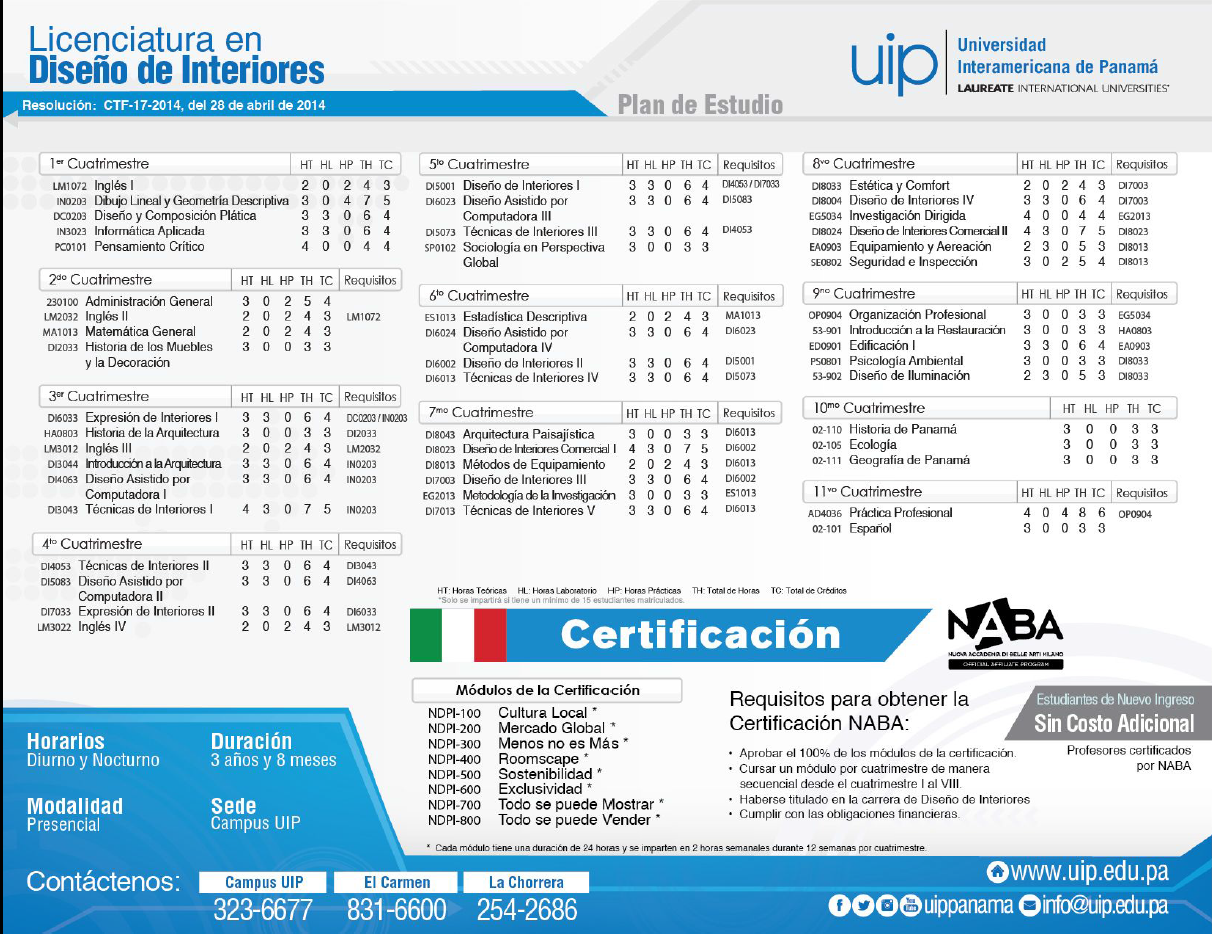 Licenciatura en
Diseño de Interiores
Resolución: CTF-17-2014, del 28 de abril de 2014
Plan de Estudio
uip
Universidad
Interamericana de Panamá
LAUREATE INTERNATIONAL UNIVERSITIES
1er Cuatrimestre HT HL HP TH TC
LM1072 Inglés I 2 0 2 4 3
IN0203 Dibujo Lineal y Geometría Descriptiva 3 0 4 7 5
DC0203 Diseño y Composición Plática 3 3 0 6 4
IN3023 Informática Aplicada 3 3 0 6 4
PC0101 Pensamiento Crítico 4 0 0 4 4
2do Cuatrimestre HT HL HP TH TC Requisitos
230100 Administración General 3 0 2 5 4
LM2032 Inglés II 2 0 2 4 3 LM1072
MA1013 Matemática General 2 0 2 4 3
DI2033 Historia de los Muebles 3 0 0 3 3
y la Decoración
3er Cuatrimestre HT HL HP TH TC Requisitos
DI6033 Expresión de Interiores I 3 3 0 6 4 DC0203 / IN0203
HA0803 Historia de la Arquitectura 3 0 0 3 3 DI2033
LM3012 Inglés III 2 0 2 4 3 LM2032
DI3044 Introducción a la Arquitectura 3 3 0 6 4 IN0203
DI4063 Diseño Asistido por 3 3 0 6 4 IN0203
Computadora I
DI3043 Técnicas de Interiores I 4 3 0 7 5 IN0203
4to Cuatrimestre HT HL HP TH TC Requisitos
DI4053 Técnicas de Interiores II 3 3 0 6 4 DI3043
DI5083 Diseño Asistido por 3 3 0 6 4 DI4063
Computadora II
DI7033 Expresión de Interiores II 3 3 0 6 4 DI6033
LM3022 Inglés IV 2 0 2 4 3 LM3012
5to Cuatrimestre HT HL HP TH TC Requisitos
DI5001 Diseño de Interiores I 3 3 0 6 4 DI4053 / DI7033
DI6023 Diseño Asistido por 3 3 0 6 4 DI5083
Computadora III
DI5073 Técnicas de Interiores III 3 3 0 6 4 DI4053
SP0102 Sociología en Perspectiva 3 0 0 3 3
Global
6to Cuatrimestre HT HL HP TH TC Requisitos
ES1013 Estadística Descriptiva 2 0 2 4 3 MA1013
DI6024 Diseño Asistido por 3 3 0 6 4 DI6023
Computadora IV
DI6002 Diseño de Interiores II 3 3 0 6 4 DI5001
DI6013 Técnicas de Interiores IV 3 3 0 6 4 DI5073
7mo Cuatrimestre HT HL HP TH TC Requisitos
DI8043 Arquitectura Paisajística 3 0 0 3 3 DI6013
DI8023 Diseño de Interiores Comercial I 4 3 0 7 5 DI6002
DI8013 Métodos de Equipamiento 2 0 2 4 3 DI6013
DI7003 Diseño de Interiores III 3 3 0 6 4 DI6002
EG2013 Metodología de la Investigación 3 0 0 3 3 ES1013
DI7013 Técnicas de Interiores V 3 3 0 6 4 DI6013
8vo Cuatrimestre HT HL HP TH TC Requisitos
DI8033 Estética y Comfort 2 0 2 4 3 DI7003
DI8004 Diseño de Interiores IV 3 3 0 6 4 DI7003
EG5034 Investigación Dirigida 4 0 0 4 4 EG2013
DI8024 Diseño de Interiores Comercial II 4 3 0 7 5 DI8023
EA0903 Equipamiento y Aereación 2 3 0 5 3 DI8013
SE0802 Seguridad e Inspección 3 0 2 5 4 DI8013
9no Cuatrimestre HT HL HP TH TC Requisitos
OP0904 Organización Profesional 3 0 0 3 3 EG5034
53-901 Introducción a la Restauración 3 0 0 3 3 HA0803
ED0901 Edificación I 3 3 0 6 4 EA0903
PS0801 Psicología Ambiental 3 0 0 3 3 DI8033
53-902 Diseño de Iluminación 2 3 0 5 3 DI8033
10mo Cuatrimestre HT HL HP TH TC
02-110 Historia de Panamá 3 0 0 3 3
02-105 Ecología 3 0 0 3 3
02-111 Geografía de Panamá 3 0 0 3 3
11vo Cuatrimestre HT HL HP TH TC Requisitos
AD4036 Práctica Profesional 4 0 4 8 6 OP0904
02-101 Español 3 0 0 3 3
HT: Horas Teóricas HL: Horas Laboratorio HP: Horas Prácticas TH: Total de Horas TC: Total de Créditos
*Solo se impartirá si tiene un mínimo de 15 estudiantes matriculados.
Certificación
NABA
NUOVA ACCADEMIA DI BELLE ARTI MILANO
OFFICIAL AFFILIATE PROGRAM
Módulos de la Certificación
NDPI-100 Cultura Local *
NDPI-200 Mercado Global *
NDPI-300 Menos no es Más *
NDPI-400 Roomscape *
NDPI-500 Sostenibilidad *
NDPI-600 Exclusividad *
NDPI-700 Todo se puede Mostrar *
NDPI-800 Todo se puede Vender *
Requisitos para obtener la
Certificación NABA:
• Aprobar el 100% de los módulos de la certificación.
• Cursar un módulo por cuatrimestre de manera
secuencial desde el cuatrimestre I al VIII.
• Haberse titulado en la carrera de Diseño de Interiores
• Cumplir con las obligaciones financieras.
Estudiantes de Nuevo Ingreso
Sin Costo Adicional
Profesores certificados
por NABA
* Cada módulo tiene una duración de 24 horas y se imparten en 2 horas semanales durante 12 semanas por cuatrimestre.
Horarios
Diurno y Nocturno
Duración
3 años y 8 meses
Modalidad
Presencial
Sede
Campus UIP
Contáctenos:
Campus UIP
323-6677
El Carmen
831-6600
La Chorrera
254-2686
www.uip.edu.pa
uippanama info@uip.edu.pa